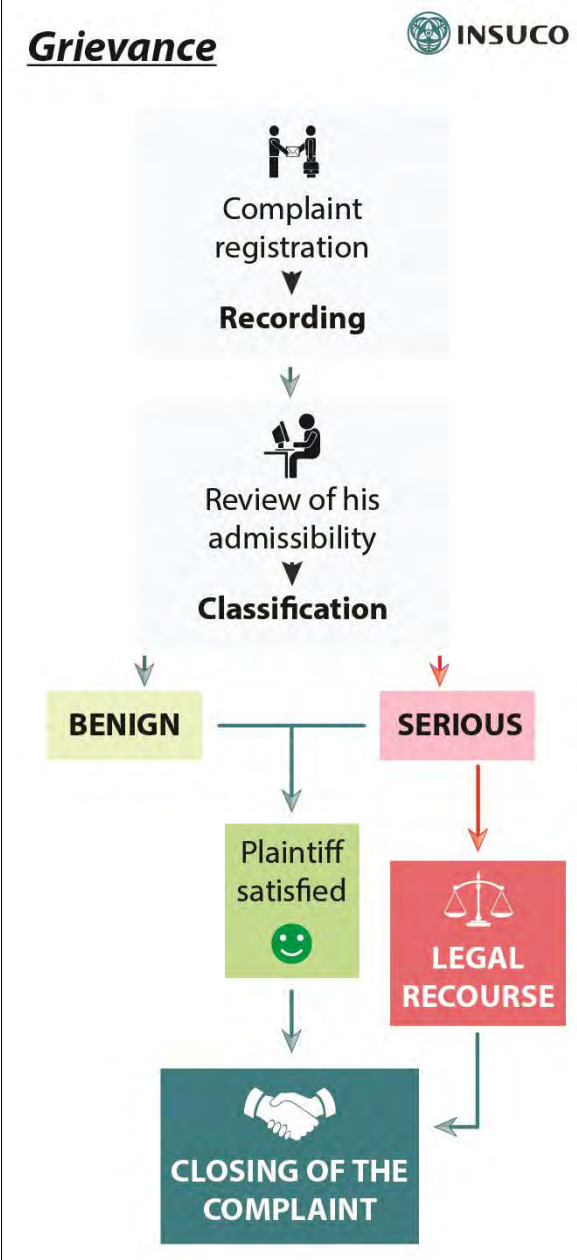 Grievance
INSUCO
Complaint
registration
Recording
Review of his
admissibility
Classification
BENIGN
SERIOUS
Plaintiff
satisfied
LEGAL
RECOURSE
CLOSING OF THE
COMPLAINT